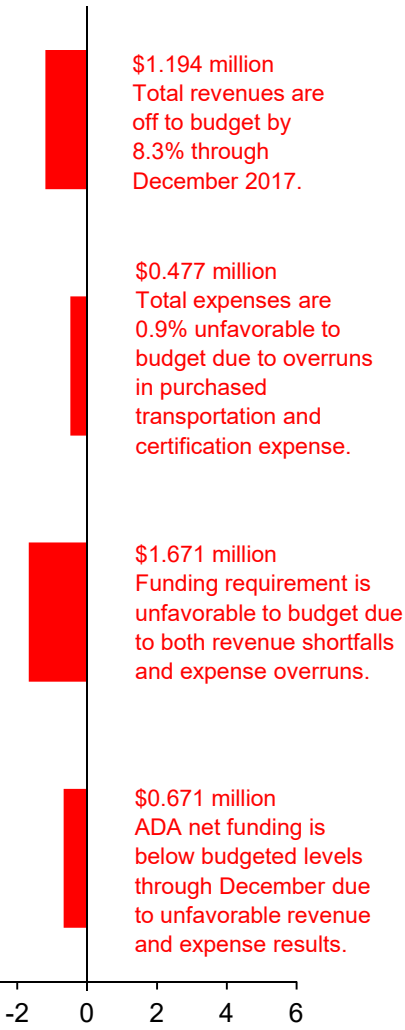 $1.194 million
Total revenues are
off to budget by
8.3% through
December 2017.
$0.477 million
Total expenses are
0.9% unfavorable to
budget due to overruns
in purchased
transportation and
certification expense.
$1.671 million
Funding requirement is
unfavorable to budget due
to both revenue shortfalls
and expense overruns.
$0.671 million
ADA net funding is
below budgeted levels
through December due
to unfavorable revenue
and expense results.
-2 0 2 4 6